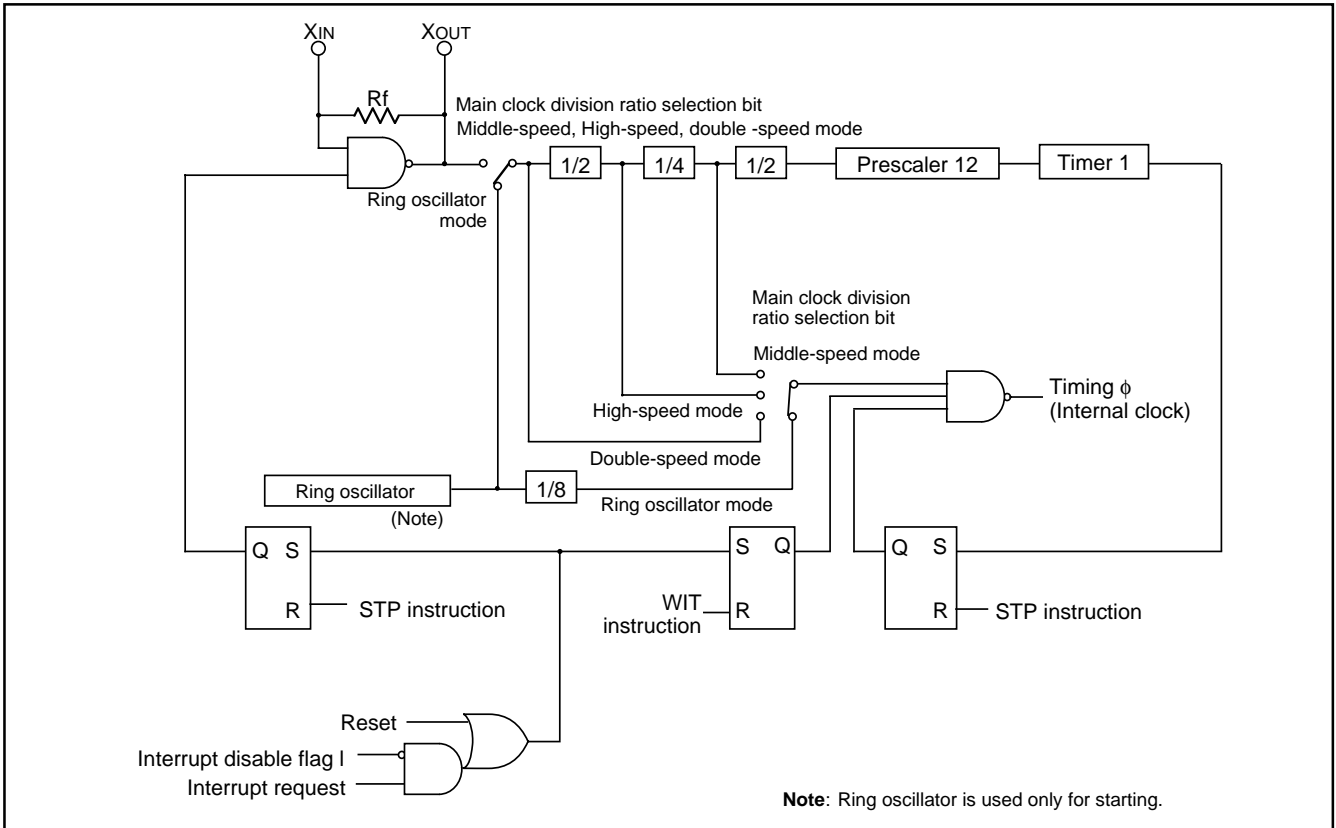 XIN
XOUT
Rf
Main clock division ratio selection bit
Middle-speed, High-speed, double -speed mode
1/2
1/4
1/2
Prescaler 12
Timer 1
Ring oscillator
mode
Main clock division
ratio selection bit
Middle-speed mode
Timing ϕ
(Internal clock)
High-speed mode
Double-speed mode
Ring oscillator
1/8
Ring oscillator mode
(Note)
Q S
S Q
Q S
R
STP instruction
WIT
instruction
R
R
STP instruction
Reset
Interrupt disable flag I
Interrupt request
Note: Ring oscillator is used only for starting.